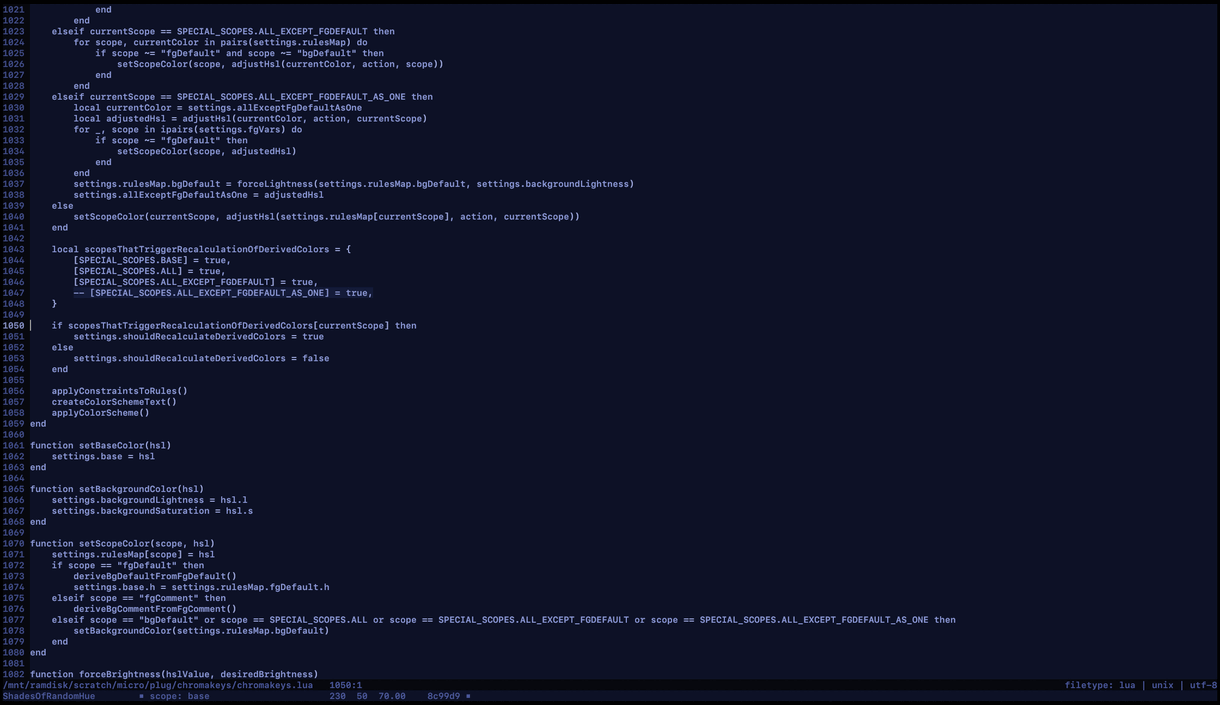 1021             end
1022         end
1023     elseif currentScope == SPECIAL_SCOPES.ALL_EXCEPT_FGDEFAULT then
1024         for scope, currentColor in pairs(settings.rulesMap) do
1025             if scope ~= "fgDefault" and scope ~= "bgDefault" then
1026                 setScopeColor(scope, adjustHsl(currentColor, action, scope))
1027             end
1028         end
1029     elseif currentScope == SPECIAL_SCOPES.ALL_EXCEPT_FGDEFAULT_AS_ONE then
1030         local currentColor = settings.allExceptFgDefaultAsOne
1031         local adjustedHsl = adjustHsl(currentColor, action, currentScope)
1032         for _, scope in ipairs(settings.fgVars) do
1033             if scope ~= "fgDefault" then
1034                 setScopeColor(scope, adjustedHsl)
1035             end
1036         end
1037         settings.rulesMap.bgDefault = forceLightness(settings.rulesMap.bgDefault, settings.backgroundLightness)
1038         settings.allExceptFgDefaultAsOne = adjustedHsl
1039     else
1040         setScopeColor(currentScope, adjustHsl(settings.rulesMap[currentScope], action, currentScope))
1041     end
1042
1043     local scopesThatTriggerRecalculationOfDerivedColors = {
1044         [SPECIAL_SCOPES.BASE] = true,
1045         [SPECIAL_SCOPES.ALL] = true,
1046         [SPECIAL_SCOPES.ALL_EXCEPT_FGDEFAULT] = true,
1047         -- [SPECIAL_SCOPES.ALL_EXCEPT_FGDEFAULT_AS_ONE] = true,
1048     }
1049
1050     if scopesThatTriggerRecalculationOfDerivedColors[currentScope] then
1051         settings.shouldRecalculateDerivedColors = true
1052     else
1053         settings.shouldRecalculateDerivedColors = false
1054     end
1055
1056     applyConstraintsToRules()
1057     createColorSchemeText()
1058     applyColorScheme()
1059 end
1060
1061 function setBaseColor(hsl)
1062     settings.base = hsl
1063 end
1064
1065 function setBackgroundColor(hsl)
1066     settings.backgroundLightness = hsl.l
1067     settings.backgroundSaturation = hsl.s
1068 end
1069
1070 function setScopeColor(scope, hsl)
1071     settings.rulesMap[scope] = hsl
1072     if scope == "fgDefault" then
1073         deriveBgDefaultFromFgDefault()
1074         settings.base.h = settings.rulesMap.fgDefault.h
1075     elseif scope == "fgComment" then
1076         deriveBgCommentFromFgComment()
1077     elseif scope == "bgDefault" or scope == SPECIAL_SCOPES.ALL or scope == SPECIAL_SCOPES.ALL_EXCEPT_FGDEFAULT or scope == SPECIAL_SCOPES.ALL_EXCEPT_FGDEFAULT_AS_ONE then
1078         setBackgroundColor(settings.rulesMap.bgDefault)
1079     end
1080 end
1081
1082 function forceBrightness(hslValue, desiredBrightness)
/mnt/ramdisk/scratch/micro/plug/chromakeys/chromakeys.lua   1050:1   filetype: lua | unix | utf-8
ShadesOfRandomHue   * scope: base   230  50  70.00   8c99d9 *